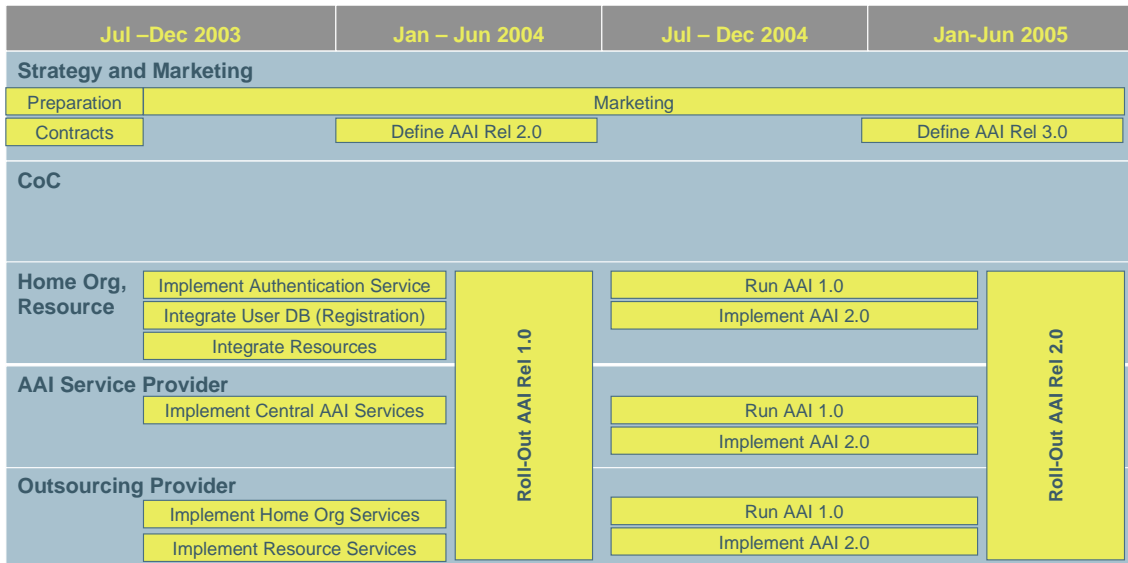 Jul –Dec 2003
Jan – Jun 2004
Jul – Dec 2004
Jan-Jun 2005
Strategy and Marketing
Preparation
Marketing
Contracts
Define AAI Rel 2.0
Define AAI Rel 3.0
CoC
Home Org,
Resource
Implement Authentication Service
Integrate User DB (Registration)
Integrate Resources
Roll-Out AAI Rel 1.0
Run AAI 1.0
Implement AAI 2.0
Roll-Out AAI Rel 2.0
AAI Service Provider
Implement Central AAI Services
Run AAI 1.0
Implement AAI 2.0
Outsourcing Provider
Implement Home Org Services
Implement Resource Services
Run AAI 1.0
Implement AAI 2.0